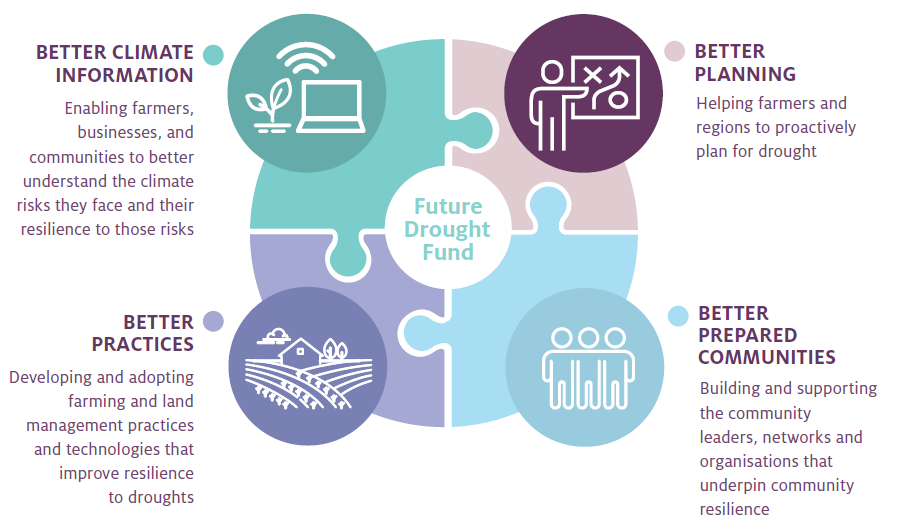 BETTER CLIMATE
INFORMATION
Enabling farmers,
businesses, and
communities to better
understand the climate
risks they face and their
resilience to those risks
BETTER
PLANNING
Helping farmers and
regions to proactively
plan for drought
Future
Drought
Fund
BETTER
PRACTICES
Developing and adopting
farming and land
management practices
and technologies that
improve resilience
to droughts
BETTER
PREPARED
COMMUNITIES
Building and supporting
the community
leaders, networks and
organisations that
underpin community
resilience